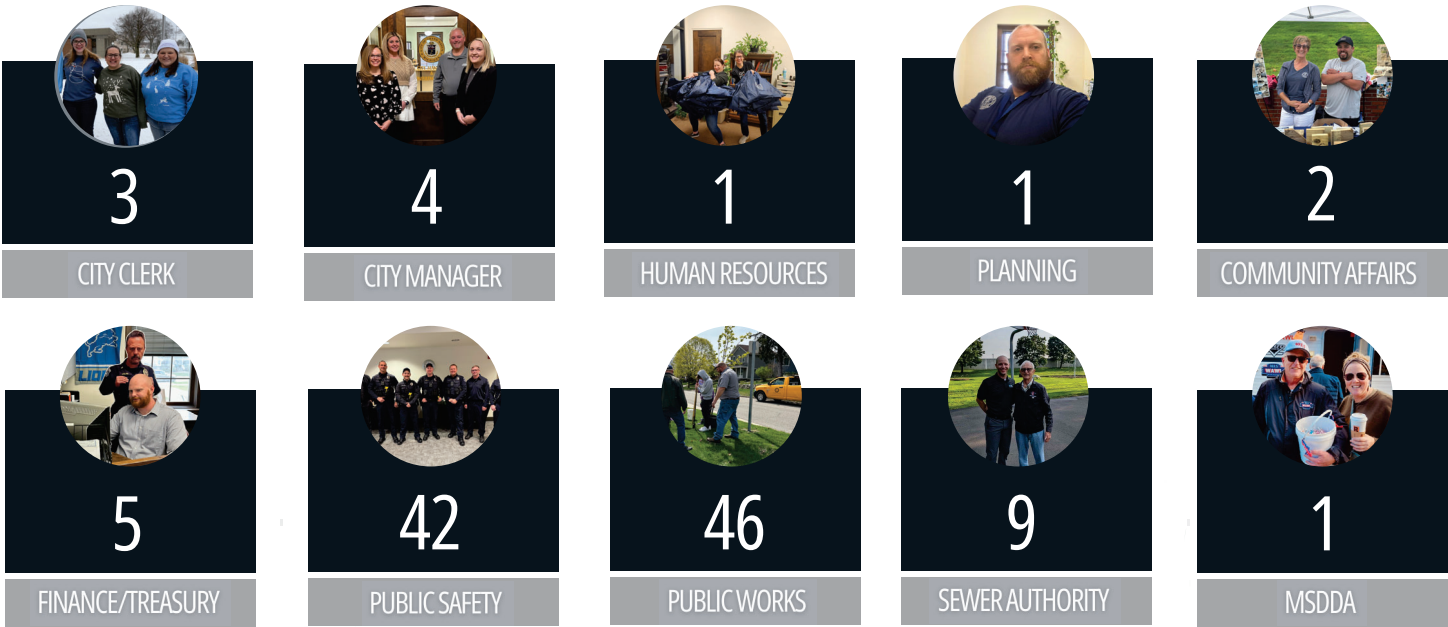 3
CITY CLERK
4
CITY MANAGER
1
HUMAN RESOURCES
1
PLANNING
2
COMMUNITY AFFAIRS
LIONS
5
FINANCE/TREASURY
42
PUBLIC SAFETY
46
PUBLIC WORKS
9
SEWER AUTHORITY
1
MSDDA